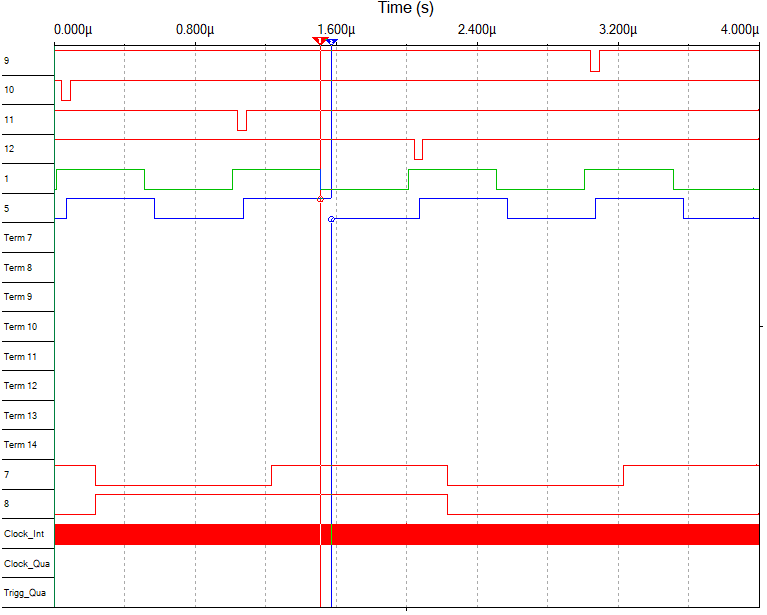 Time (s)
0.000µ 0.800µ 1.600µ 2.400µ 3.200µ 4.000µ
9
10
11
12
1
5
Term 7
Term 8
Term 9
Term 10
Term 11
Term 12
Term 13
Term 14
7
8
Clock_Int
Clock_Qua
Trigg_Qua